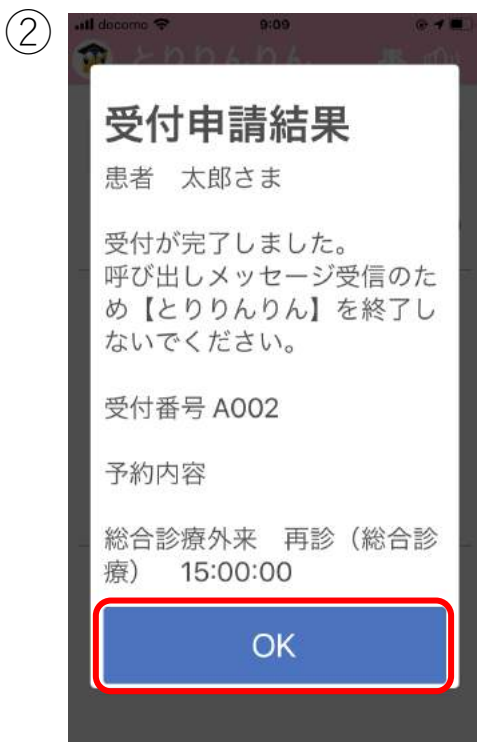 ②
docomo 9:09
とりりんりん
受付申請結果
患者　太郎さま
受付が完了しました。
呼び出しメッセージ受信のた
め【とりりんりん】を終了し
ないでください。
受付番号 A002
予約内容
総合診療外来　再診（総合診
療）　15:00:00
OK